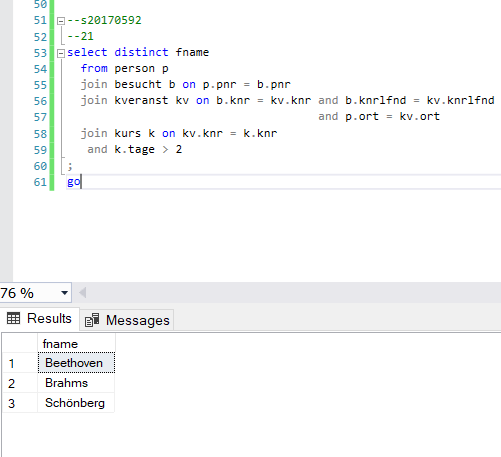 50
51 --s20170592
52 --21
53 select distinct fname
54 from person p
55 join besucht b on p.pnr = b.pnr
56 join kveranst kv on b.knr = kv.knr and b.knrlfnd = kv.knrlfnd
57 and p.ort = kv.ort
58 join kurs k on kv.knr = k.knr
59 and k.tage > 2
60 ;
61 go
76 %
Results Messages
fname
1 Beethoven
2 Brahms
3 Schönberg